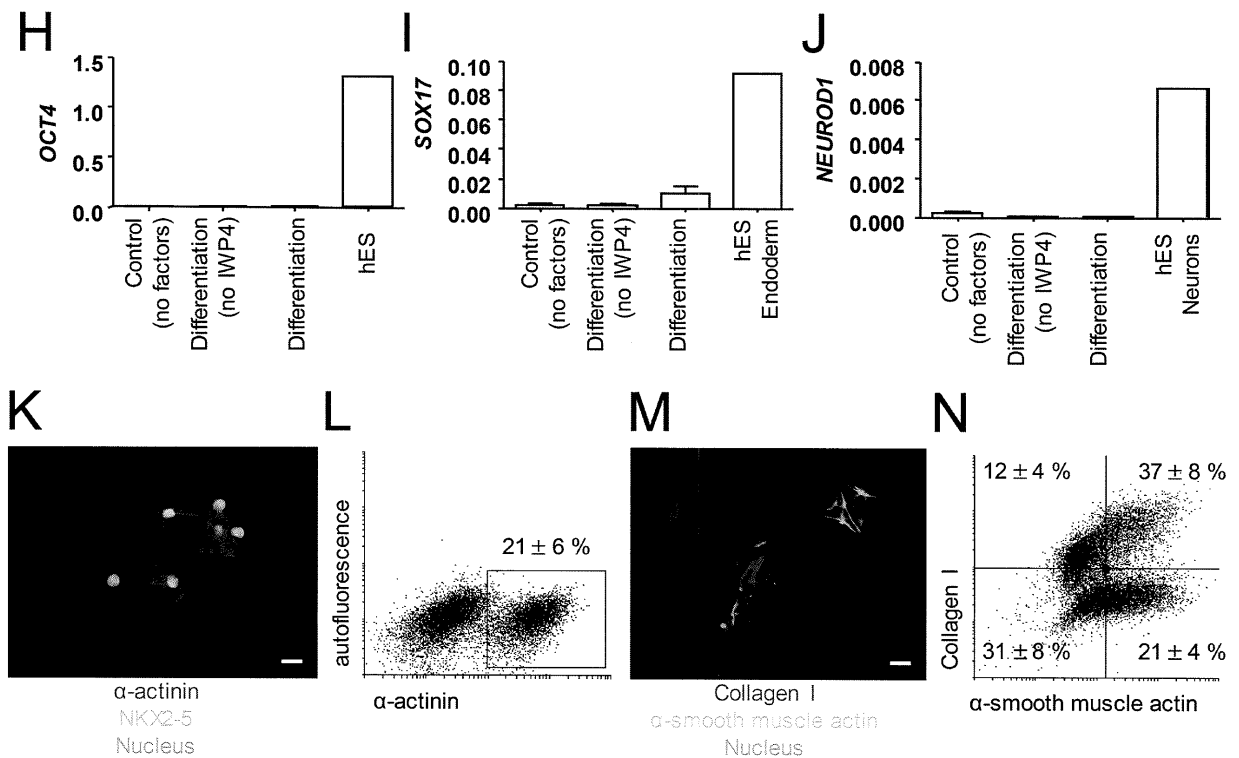 H
I
J
OCT4
1.5
1.0
0.5
0.0
Control
(no factors)
Differentiation
(no IWP4)
Differentiation
hES
SOX17
0.10
0.08
0.06
0.04
0.02
0.00
Control
(no factors)
Differentiation
(no IWP4)
Differentiation
hES
Endoderm
NEUROD1
0.008
0.006
0.004
0.002
0.000
Control
(no factors)
Differentiation
(no IWP4)
Differentiation
hES
Neurons
K
L
M
N
α-actinin
NKX2-5
Nucleus
autofluorescence
21 ± 6 %
α-actinin
Collagen I
α-smooth muscle actin
Nucleus
12 ± 4 %
37 ± 8 %
Collagen I
31 ± 8 %
21 ± 4 %
α-smooth muscle actin